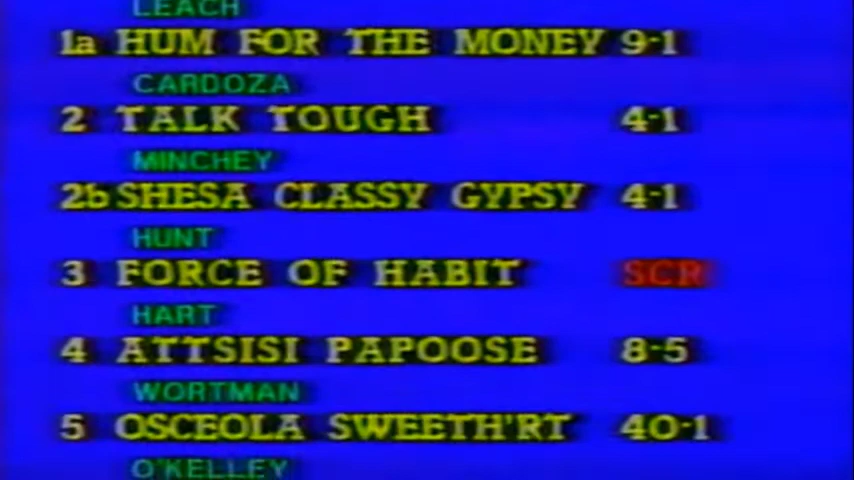 LEACH
1a HUM FOR THE MONEY 9-1
CARDOZA
2 TALK TOUGH 4-1
MINCHEY
2b SHESA CLASSY GYPSY 4-1
HUNT
3 FORCE OF HABIT SCR
HART
4 ATTSISI PAPOOSE 8-5
WORTMAN
5 OSCEOLA SWEETH'RT 40-1
O'KELLEY